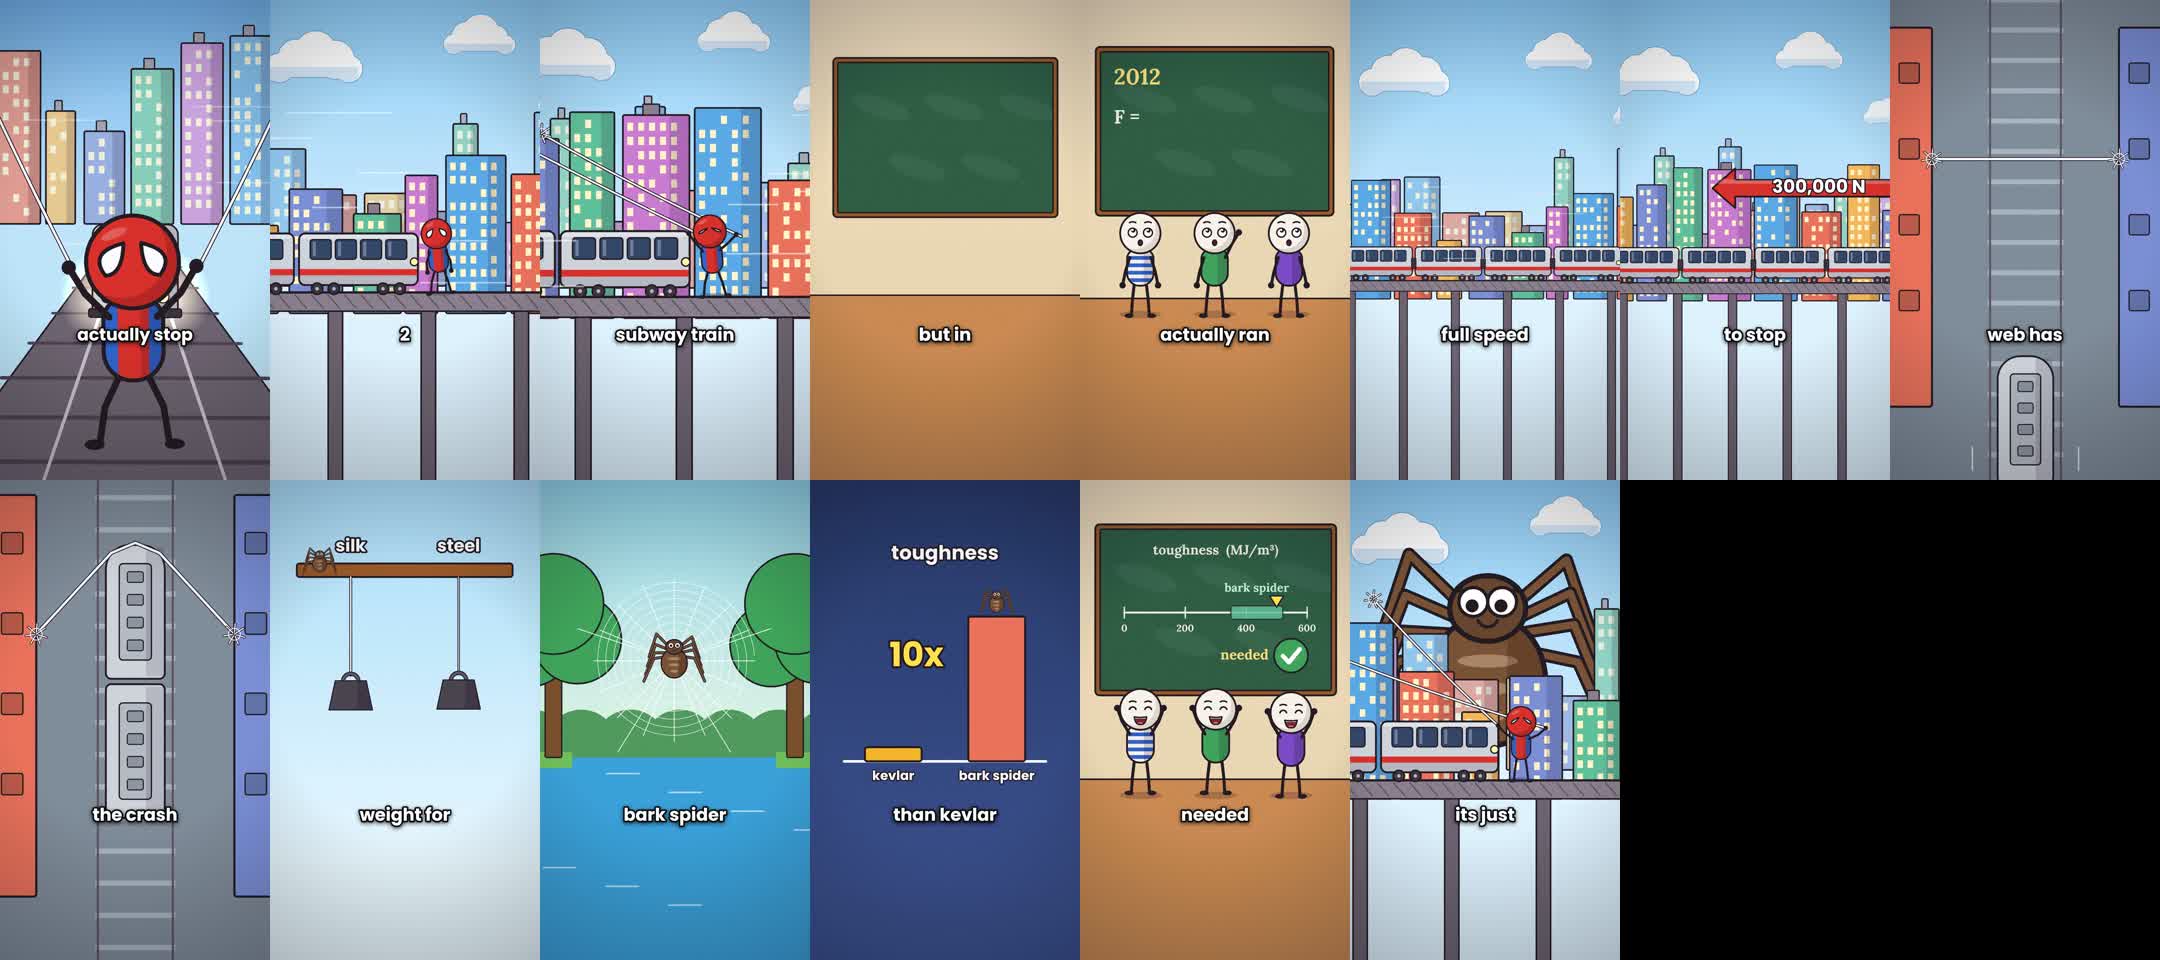 actually stop
2
subway train
but in
2012
F =
actually ran
full speed
300,000 N
to stop
web has
the crash
silk
steel
weight for
bark spider
toughness
10x
kevlar
bark spider
than kevlar
toughness (MJ/m³)
bark spider
0 200 400 600
needed
needed
its just